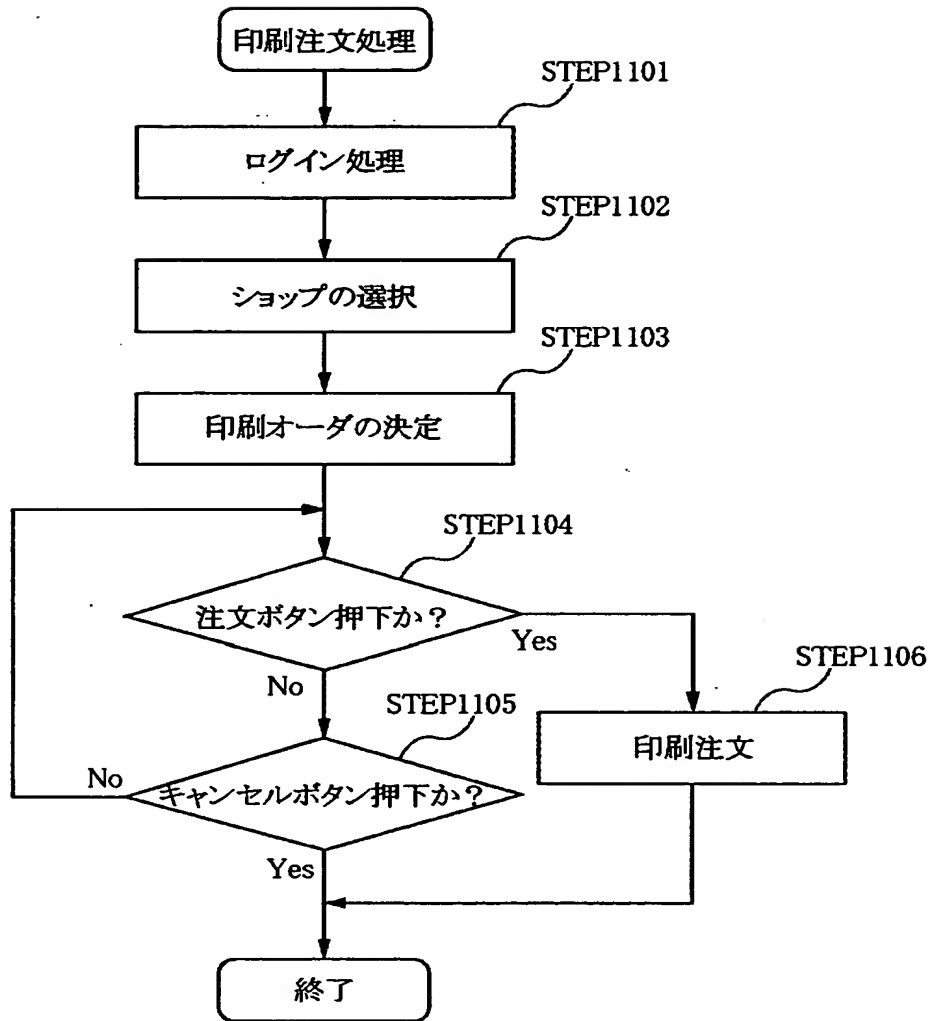 印刷注文処理
STEP1101
ログイン処理
STEP1102
ショップの選択
STEP1103
印刷オーダの決定
STEP1104
注文ボタン押下か？
Yes
No
STEP1106
印刷注文
STEP1105
キャンセルボタン押下か？
No
Yes
終了